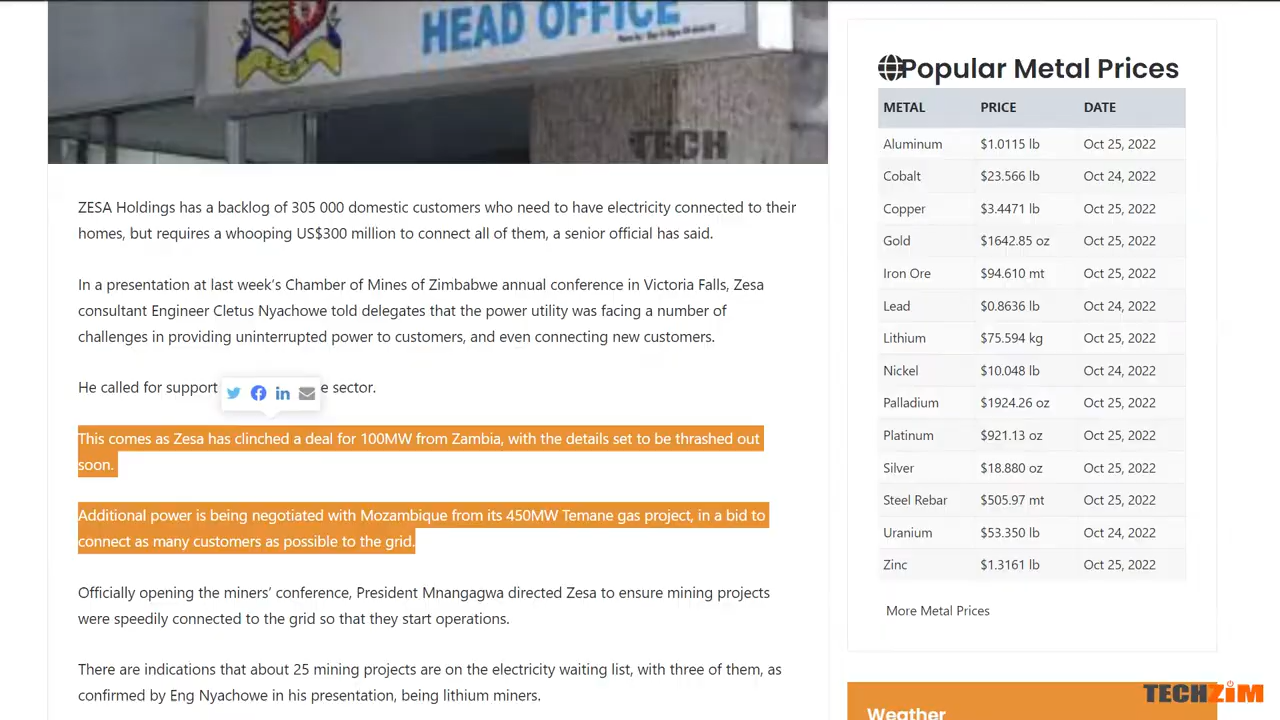 HEAD OFFICE
TECH
ZESA Holdings has a backlog of 305 000 domestic customers who need to have electricity connected to their
homes, but requires a whooping US$300 million to connect all of them, a senior official has said.
In a presentation at last week’s Chamber of Mines of Zimbabwe annual conference in Victoria Falls, Zesa
consultant Engineer Cletus Nyachowe told delegates that the power utility was facing a number of
challenges in providing uninterrupted power to customers, and even connecting new customers.
He called for support e sector.
This comes as Zesa has clinched a deal for 100MW from Zambia, with the details set to be thrashed out
soon.
Additional power is being negotiated with Mozambique from its 450MW Temane gas project, in a bid to
connect as many customers as possible to the grid.
Officially opening the miners’ conference, President Mnangagwa directed Zesa to ensure mining projects
were speedily connected to the grid so that they start operations.
There are indications that about 25 mining projects are on the electricity waiting list, with three of them, as
confirmed by Eng Nyachowe in his presentation, being lithium miners.
Popular Metal Prices
METAL PRICE DATE
Aluminum $1.0115 lb Oct 25, 2022
Cobalt $23.566 lb Oct 24, 2022
Copper $3.4471 lb Oct 25, 2022
Gold $1642.85 oz Oct 25, 2022
Iron Ore $94.610 mt Oct 25, 2022
Lead $0.8636 lb Oct 24, 2022
Lithium $75.594 kg Oct 25, 2022
Nickel $10.048 lb Oct 24, 2022
Palladium $1924.26 oz Oct 25, 2022
Platinum $921.13 oz Oct 25, 2022
Silver $18.880 oz Oct 25, 2022
Steel Rebar $505.97 mt Oct 25, 2022
Uranium $53.350 lb Oct 24, 2022
Zinc $1.3161 lb Oct 25, 2022
More Metal Prices
Weather
TECHZIM